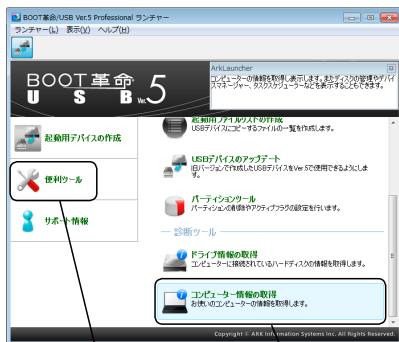 BOOT革命/USB Ver.5 Professional ランチャー
ランチャー(L) 表示(V) ヘルプ(H)
BOOT革命
USB Ver.5
ArkLauncher
コンピューターの情報を取得し表示します。またディスクの管理やデバイスマネージャー、タスクスケジューラーなどを表示することもできます。
起動用デバイスの作成
便利ツール
サポート情報
起動用ファイルリストの作成
USBデバイスにコピーするファイルの一覧を作成します。
USBデバイスのアップデート
旧バージョンで作成したUSBデバイスをVer.5で使用できるようにします。
パーティションツール
パーティションの削除やアクティブフラグの設定を行います。
診断ツール
ドライブ情報の取得
コンピューターに接続されているハードディスクの情報を取得します。
コンピューター情報の取得
お使いのコンピューターの情報を取得します。
Copyright © ARK Information Systems Inc. All Rights Reserved.